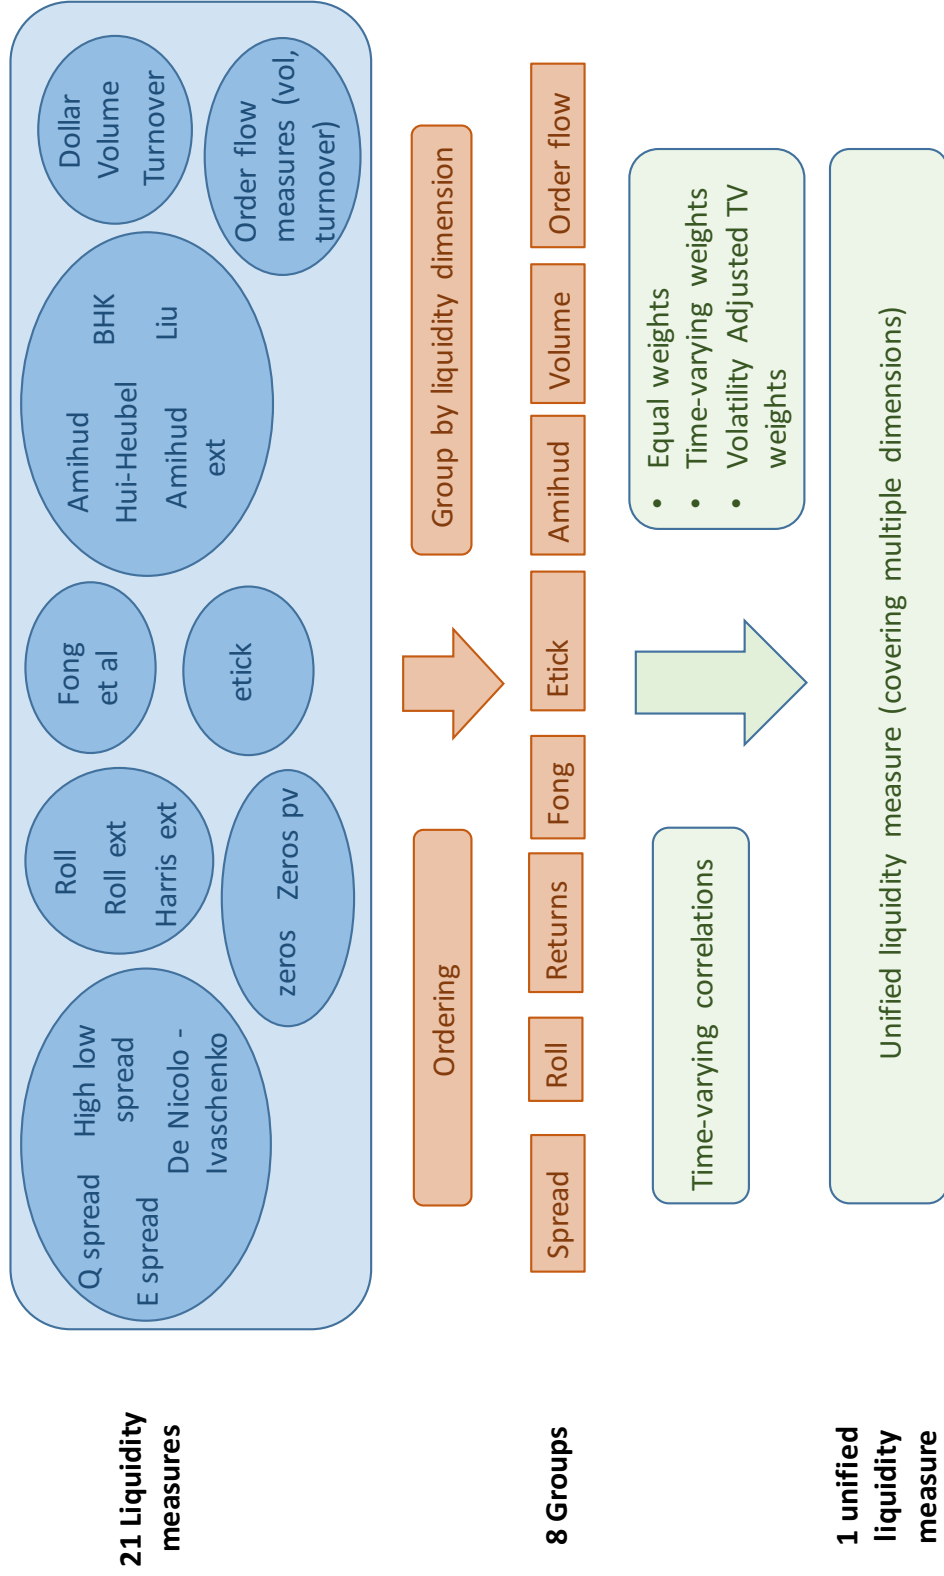 21 Liquidity
measures
Q spread
E spread
High low
spread
De Nicolo -
Ivaschenko
Roll
Roll ext
Harris ext
zeros Zeros pv
Fong
et al
etick
Amihud
Hui-Heubel
Amihud
ext
BHK
Liu
Dollar
Volume
Turnover
Order flow
measures (vol,
turnover)
Ordering
Group by liquidity dimension
8 Groups
Spread
Roll
Returns
Fong
Etick
Amihud
Volume
Order flow
Time-varying correlations
• Equal weights
• Time-varying weights
• Volatility Adjusted TV
weights
1 unified
liquidity
measure
Unified liquidity measure (covering multiple dimensions)